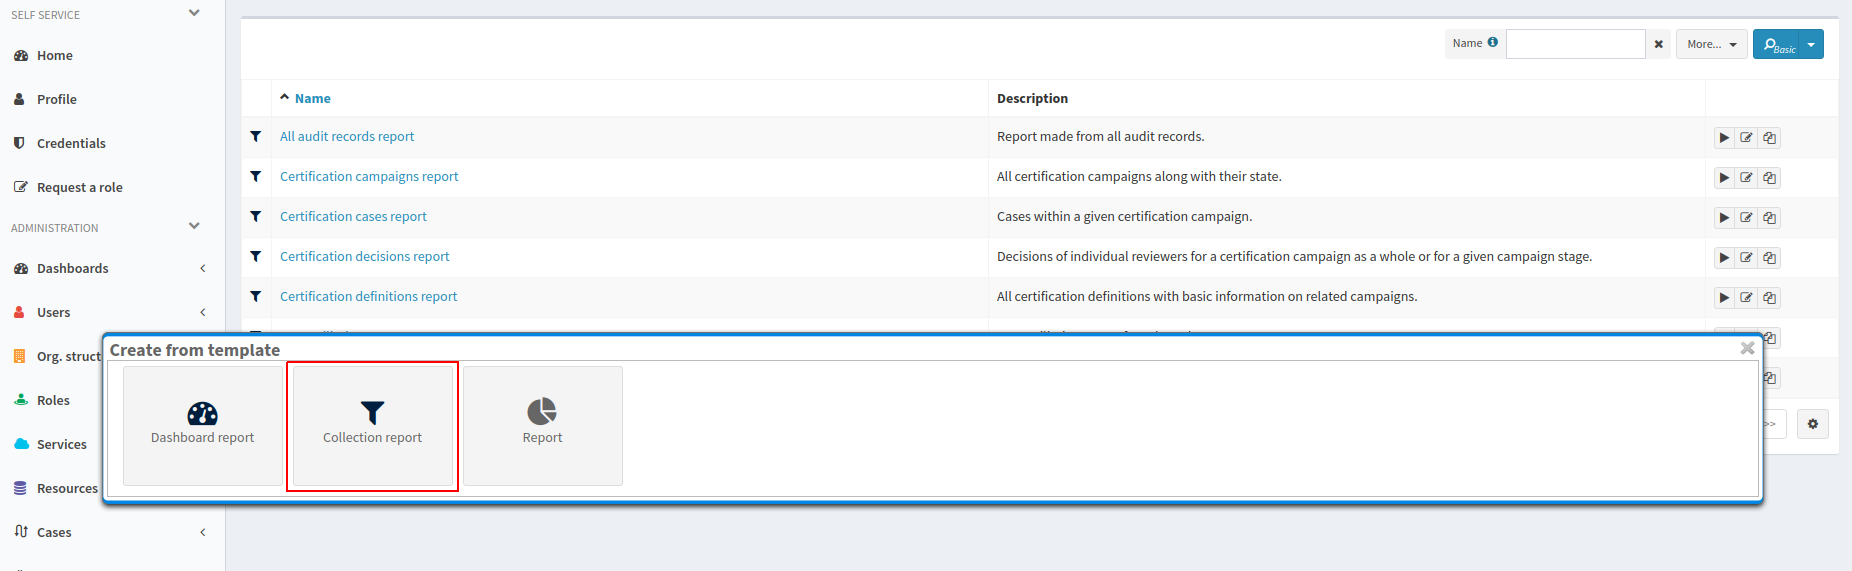 SELF SERVICE
Home
Profile
Credentials
Request a role
ADMINISTRATION
Dashboards
Users
Org. struct
Roles
Services
Resources
Cases
Name
More...
Basic
Name Description
All audit records report Report made from all audit records.
Certification campaigns report All certification campaigns along with their state.
Certification cases report Cases within a given certification campaign.
Certification decisions report Decisions of individual reviewers for a certification campaign as a whole or for a given campaign stage.
Certification definitions report All certification definitions with basic information on related campaigns.
Create from template
Dashboard report
Collection report
Report
>>